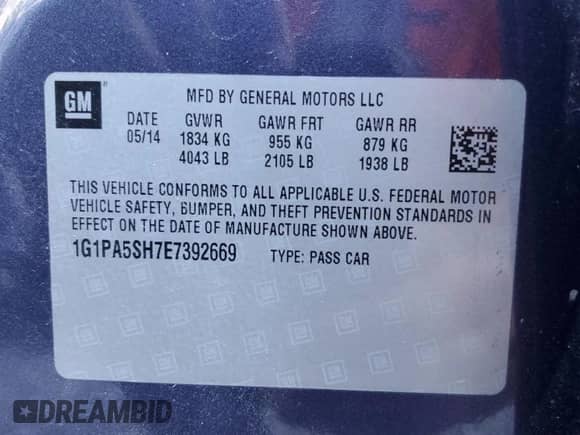 GM
MFD BY GENERAL MOTORS LLC
DATE GVWR GAWR FRT GAWR RR
05/14 1834 KG 955 KG 879 KG
4043 LB 2105 LB 1938 LB
THIS VEHICLE CONFORMS TO ALL APPLICABLE U.S. FEDERAL MOTOR
VEHICLE SAFETY, BUMPER, AND THEFT PREVENTION STANDARDS IN
EFFECT ON THE DATE OF MANUFACTURE SHOWN ABOVE.
1G1PA5SH7E7392669 TYPE: PASS CAR
DREAMBID